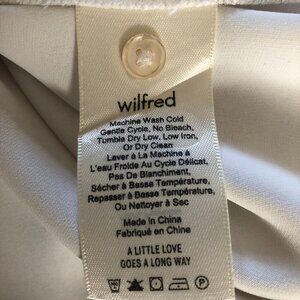 wilfred
Machine Wash Cold
Gentle Cycle, No Bleach,
Tumble Dry Low, Low Iron,
Or Dry Clean
Laver à La Machine à
L'eau Froide Au Cycle Délicat,
Pas De Blanchiment,
Sécher à Basse Température,
Repasser à Basse Température,
Ou Nettoyer à Sec
Made in China
Fabriqué en Chine
A LITTLE LOVE
GOES A LONG WAY